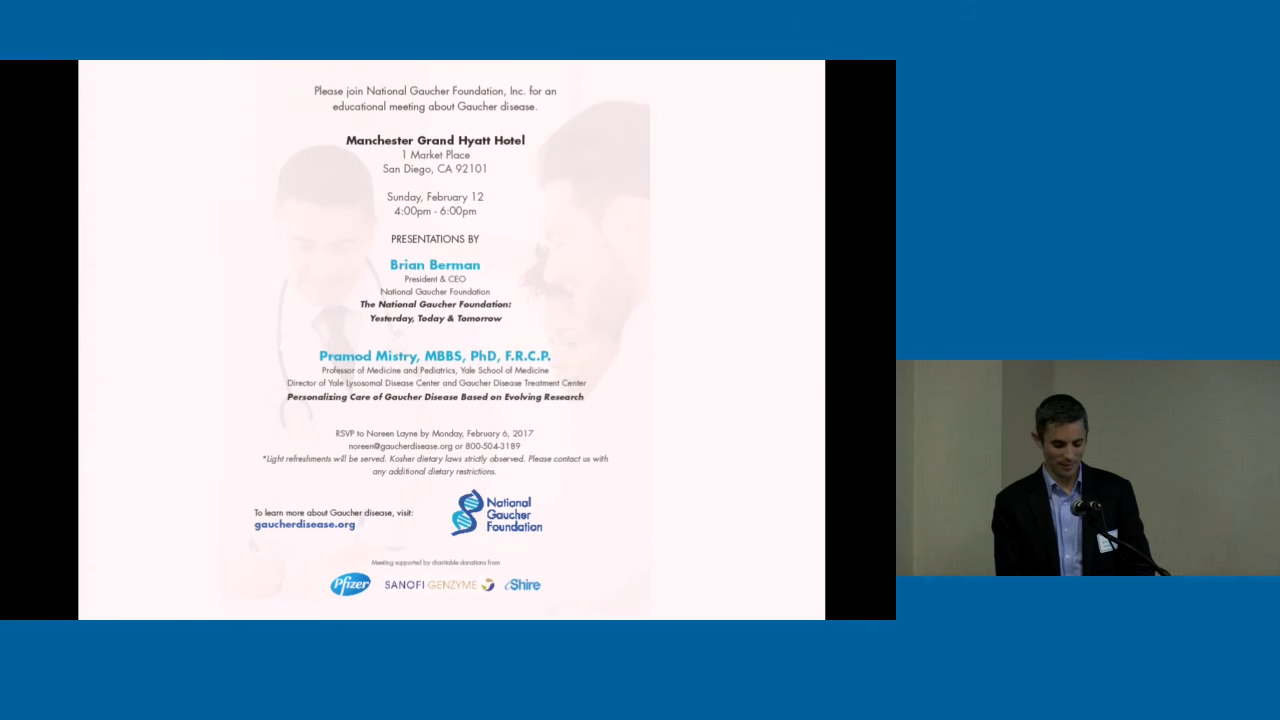 Please join National Gaucher Foundation, Inc. for an
educational meeting about Gaucher disease.
Manchester Grand Hyatt Hotel
1 Market Place
San Diego, CA 92101
Sunday, February 12
4:00pm - 6:00pm
PRESENTATIONS BY
Brian Berman
President & CEO
National Gaucher Foundation
The National Gaucher Foundation:
Yesterday, Today & Tomorrow
Pramod Mistry, MBBS, PhD, F.R.C.P.
Professor of Medicine and Pediatrics, Yale School of Medicine
Director of Yale Lysosomal Disease Center and Gaucher Disease Treatment Center
Personalizing Care of Gaucher Disease Based on Evolving Research
RSVP to Noreen Layne by Monday, February 6, 2017
noreen@gaucherdisease.org or 800-504-3189
*Light refreshments will be served. Kosher dietary laws strictly observed. Please contact us with
any additional dietary restrictions.
To learn more about Gaucher disease, visit:
gaucherdisease.org
National
Gaucher
Foundation
Meeting supported by charitable donations from
Pfizer SANOFI GENZYME Shire